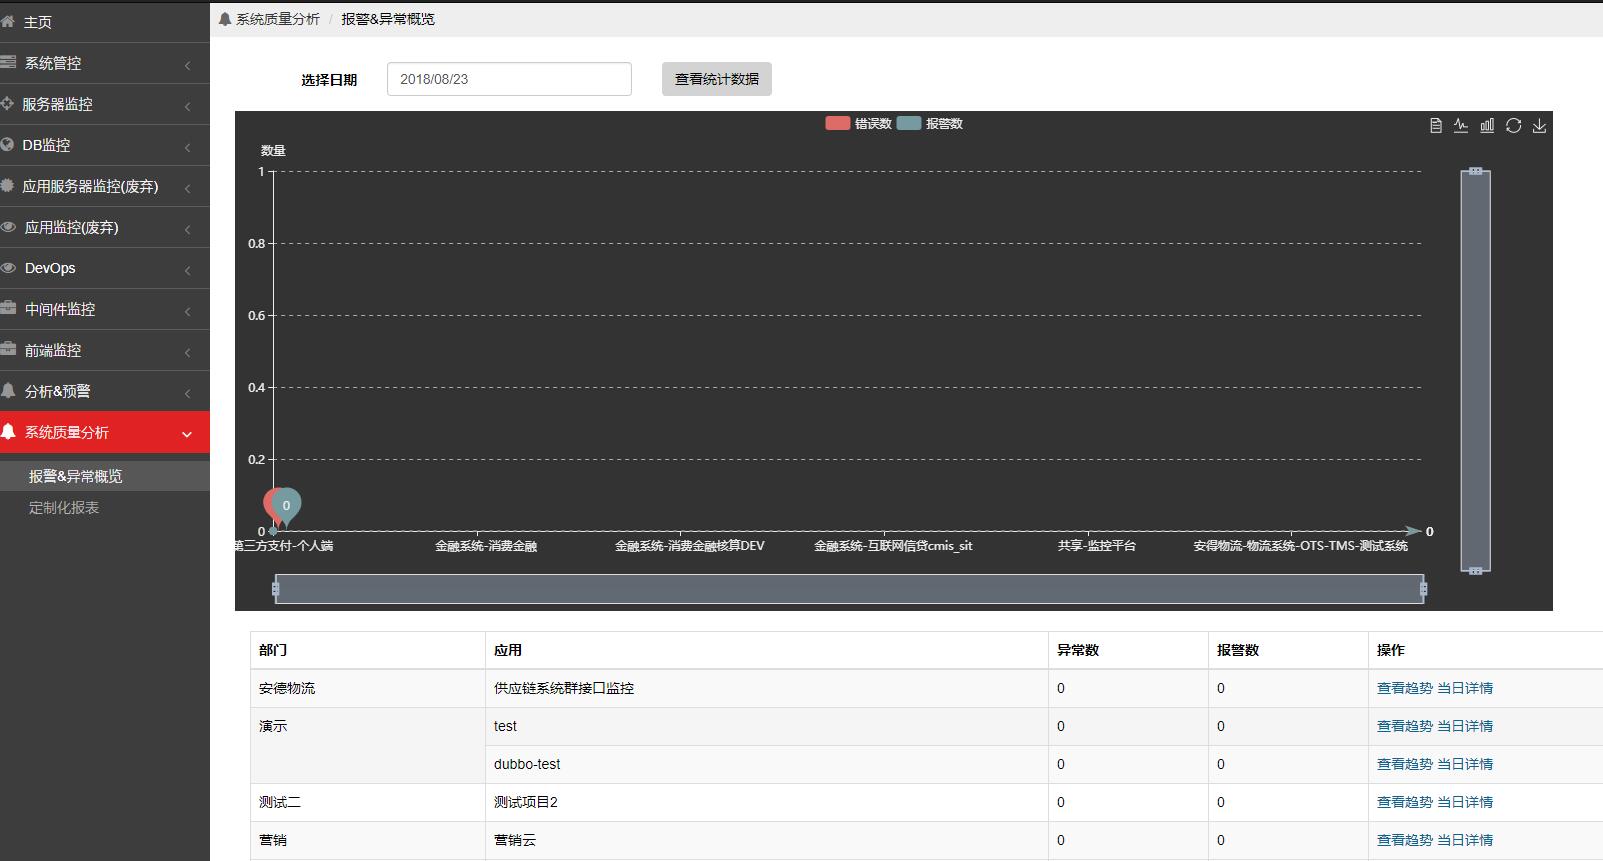 主页
系统管控
服务器监控
DB监控
应用服务器监控(废弃)
应用监控(废弃)
DevOps
中间件监控
前端监控
分析&预警
系统质量分析
报警&异常概览
定制化报表
系统质量分析 / 报警&异常概览
选择日期 2018/08/23 查看统计数据
错误数 报警数
数量
1
0.8
0.6
0.4
0.2
0
0
0
第三方支付-个人端 金融系统-消费金融 金融系统-消费金融核算DEV 金融系统-互联网信贷cmis_sit 共享-监控平台 安得物流-物流系统-OTS-TMS-测试系统
部门 应用 异常数 报警数 操作
安德物流 供应链系统群接口监控 0 0 查看趋势 当日详情
演示 test 0 0 查看趋势 当日详情
dubbo-test 0 0 查看趋势 当日详情
测试二 测试项目2 0 0 查看趋势 当日详情
营销 营销云 0 0 查看趋势 当日详情